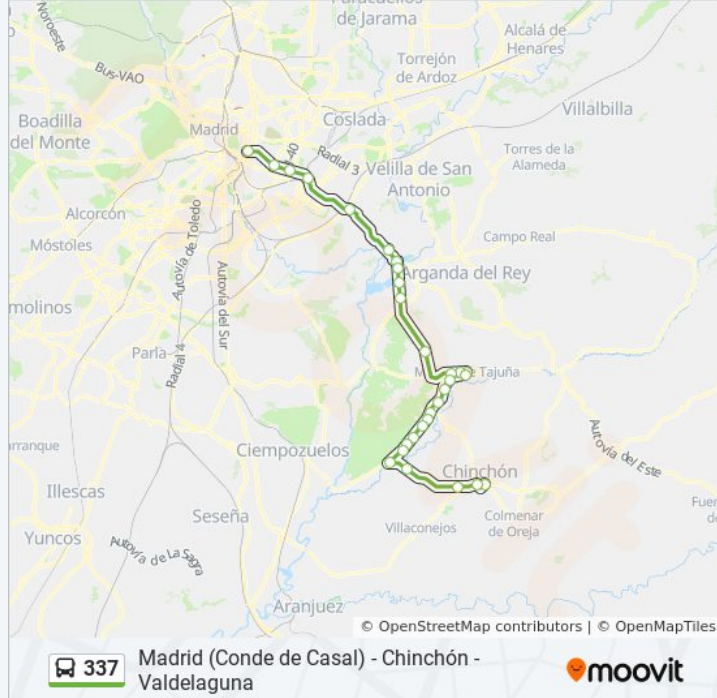 Paracuellos
de Jarama
Noroeste
Alcalá de
Henares
Bus-VAO
Torrejón
de Ardoz
Boadilla
del Monte
Madrid
Coslada
Villalbilla
M-40
Radial 3
Velilla de San
Antonio
Torres de la
Alameda
Alcorcón
Autovía de Toledo
Móstoles
Campo Real
Autovía del Sur
Arganda del Rey
molinos
Parla
Radial 4
Tajuña
Autovía del Este
arranque
Ciempozuelos
Chinchón
Illescas
Seseña
Villaconejos
Colmenar
de Oreja
Yuncos
Autovía de La Sagra
Aranjuez
© OpenStreetMap contributors | © OpenMapTiles
337
Madrid (Conde de Casal) - Chinchón -
Valdelaguna
moovit